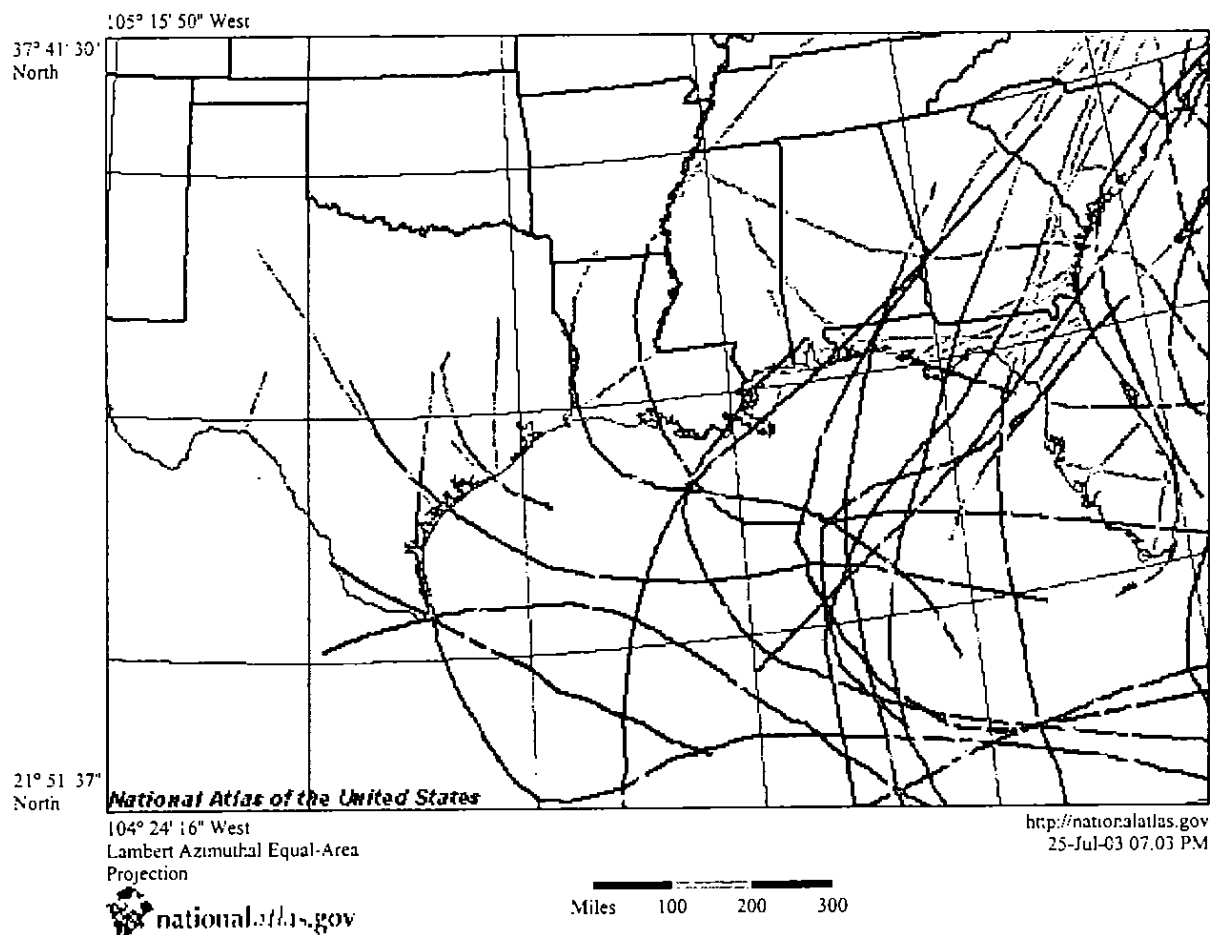 105° 15' 50" West
37° 41' 30"
North
21° 51' 37"
North
National Atlas of the United States
104° 24' 16" West
Lambert Azimuthal Equal-Area
Projection
http://nationalatlas.gov
25-Jul-03 07.03 PM
Miles 100 200 300
nationalatlas.gov